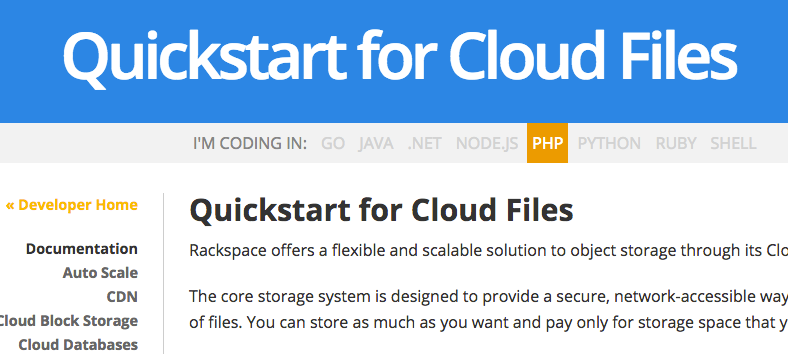 Quickstart for Cloud Files
I'M CODING IN: GO JAVA .NET NODE.JS PHP PYTHON RUBY SHELL
« Developer Home
Documentation
Auto Scale
CDN
Cloud Block Storage
Cloud Databases
Quickstart for Cloud Files
Rackspace offers a flexible and scalable solution to object storage through its
The core storage system is designed to provide a secure, network-accessible way
of files. You can store as much as you want and pay only for storage space that